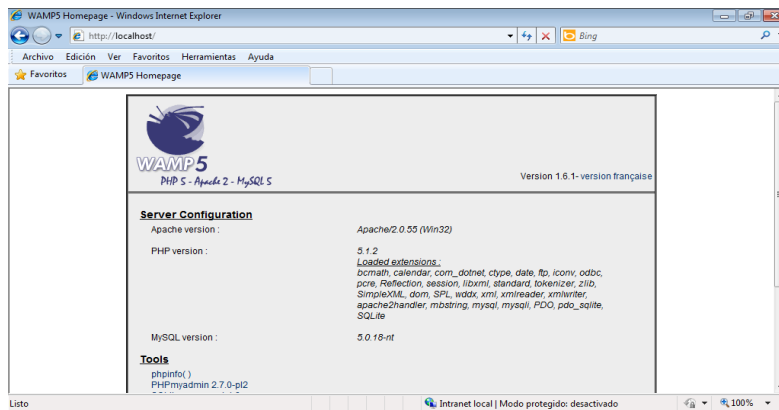 WAMP5 Homepage - Windows Internet Explorer
http://localhost/
Bing
Archivo Edición Ver Favoritos Herramientas Ayuda
Favoritos WAMP5 Homepage
WAMP5
PHP 5 - Apache 2 - MySQL 5
Version 1.6.1- version française
Server Configuration
Apache version : Apache/2.0.55 (Win32)
PHP version : 5.1.2
Loaded extensions :
bcmath, calendar, com_dotnet, ctype, date, ftp, iconv, odbc,
pcre, Reflection, session, libxml, standard, tokenizer, zlib,
SimpleXML, dom, SPL, wddx, xml, xmlreader, xmlwriter,
apache2handler, mbstring, mysql, mysqli, PDO, pdo_sqlite,
SQLite
MySQL version : 5.0.18-nt
Tools
phpinfo( )
PHPmyadmin 2.7.0-pl2
Listo Intranet local | Modo protegido: desactivado 100%